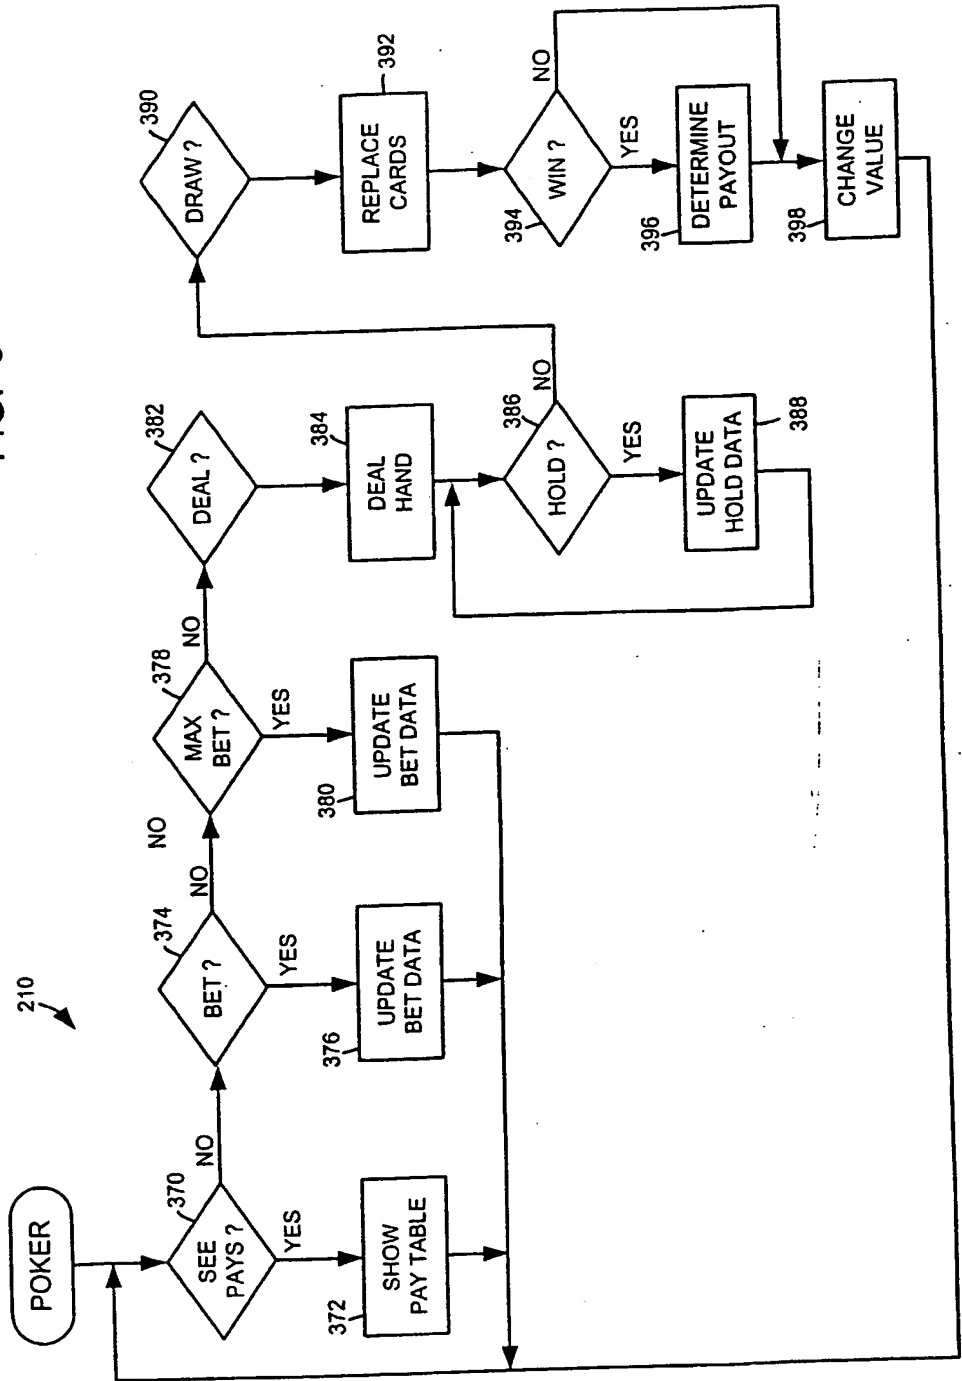 210
POKER
370
SEE
PAYS ?
NO
YES
372
SHOW
PAY TABLE
374
BET ?
NO
NO
YES
376
UPDATE
BET DATA
378
MAX
BET ?
NO
YES
380
UPDATE
BET DATA
382
DEAL ?
384
DEAL
HAND
386
HOLD ?
NO
YES
388
UPDATE
HOLD DATA
390
DRAW ?
392
REPLACE
CARDS
394
WIN ?
NO
YES
396
DETERMINE
PAYOUT
398
CHANGE
VALUE